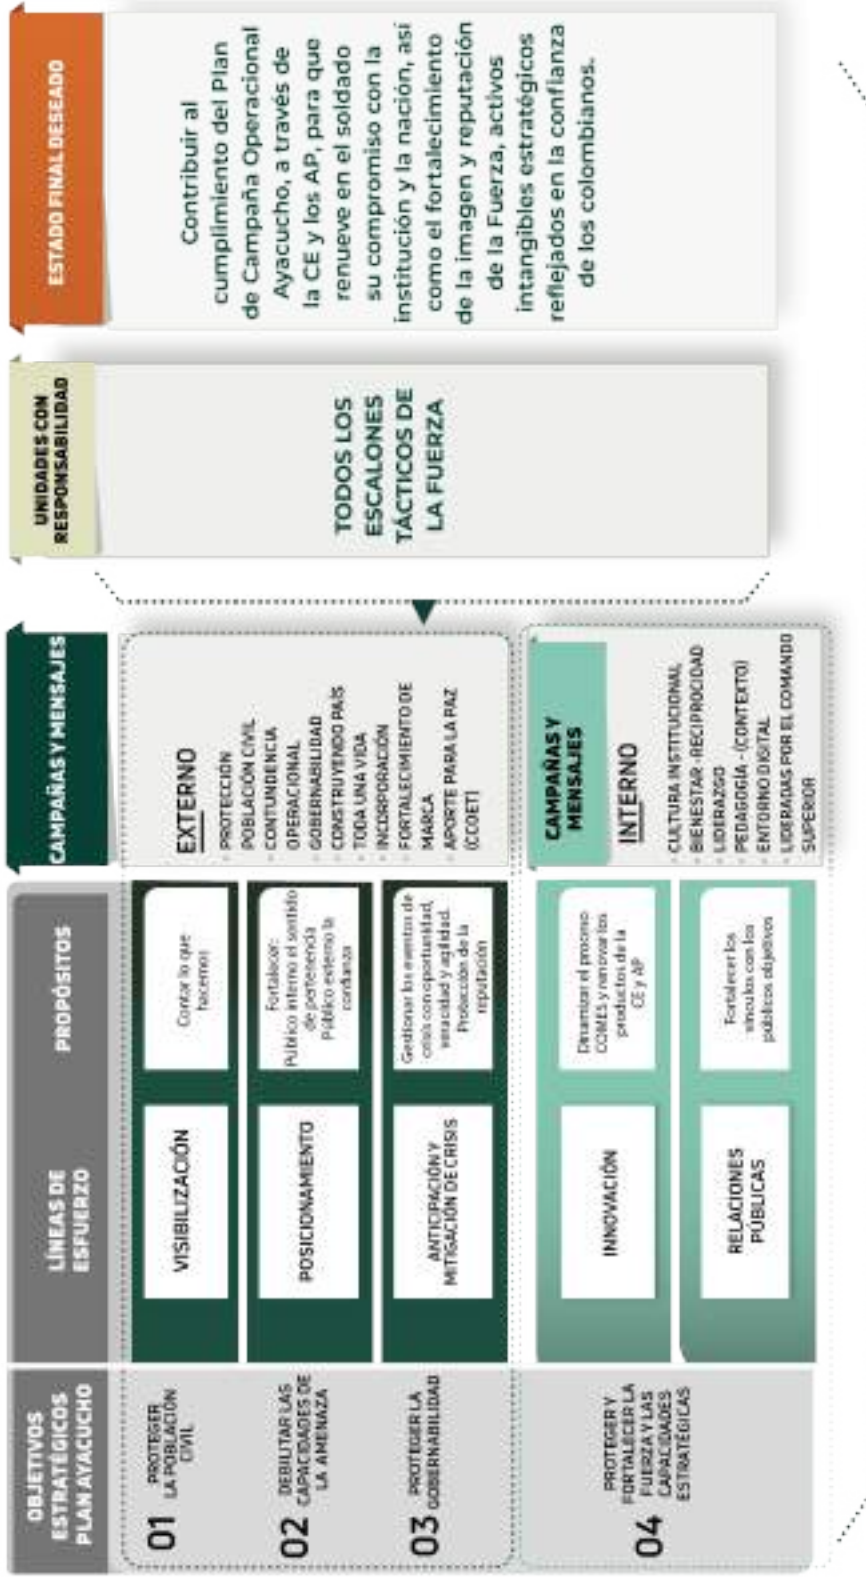 OBJETIVOS
ESTRATÉGICOS
PLAN AYACUCHO
LÍNEAS DE
ESFUERZO
PROPÓSITOS
CAMPAÑAS Y MENSAJES
UNIDADES CON
RESPONSABILIDAD
ESTADO FINAL DESEADO
01
PROTEGER
LA POBLACIÓN
CIVIL
VISIBILIZACIÓN
Contar lo que
hacemos
02
DEBILITAR LAS
CAPACIDADES DE
LA AMENAZA
POSICIONAMIENTO
Fortalecer:
Público interno el sentido
de pertenencia
Público externo la
confianza
03
PROTEGER LA
GOBERNABILIDAD
ANTICIPACIÓN Y
MITIGACIÓN DE CRISIS
Gestionar los eventos de
crisis con oportunidad,
veracidad y agilidad.
Protección de la
reputación
EXTERNO
◦ PROTECCIÓN
POBLACIÓN CIVIL
◦ CONTUNDENCIA
OPERACIONAL
◦ GOBERNABILIDAD
◦ CONSTRUYENDO PAÍS
◦ TODA UNA VIDA
◦ INCORPORACIÓN
◦ FORTALECIMIENTO DE
MARCA
◦ APORTE PARA LA PAZ
(CCOET)
04
PROTEGER Y
FORTALECER LA
FUERZA Y LAS
CAPACIDADES
ESTRATÉGICAS
INNOVACIÓN
Dinamizar el proceso
COMES y renovar los
productos de la
CE y AP
RELACIONES
PÚBLICAS
Fortalecer los
vínculos con los
públicos objetivos
CAMPAÑAS Y
MENSAJES
INTERNO
◦ CULTURA INSTITUCIONAL
◦ BIENESTAR -RECIPROCIDAD
◦ LIDERAZGO
◦ PEDAGOGÍA - (CONTEXTO)
◦ ENTORNO DIGITAL
◦ LIDERADAS POR EL COMANDO
SUPERIOR
TODOS LOS
ESCALONES
TÁCTICOS DE
LA FUERZA
Contribuir al
cumplimiento del Plan
de Campaña Operacional
Ayacucho, a través de
la CE y los AP, para que
renueve en el soldado
su compromiso con la
institución y la nación, así
como el fortalecimiento
de la imagen y reputación
de la Fuerza, activos
intangibles estratégicos
reflejados en la confianza
de los colombianos.